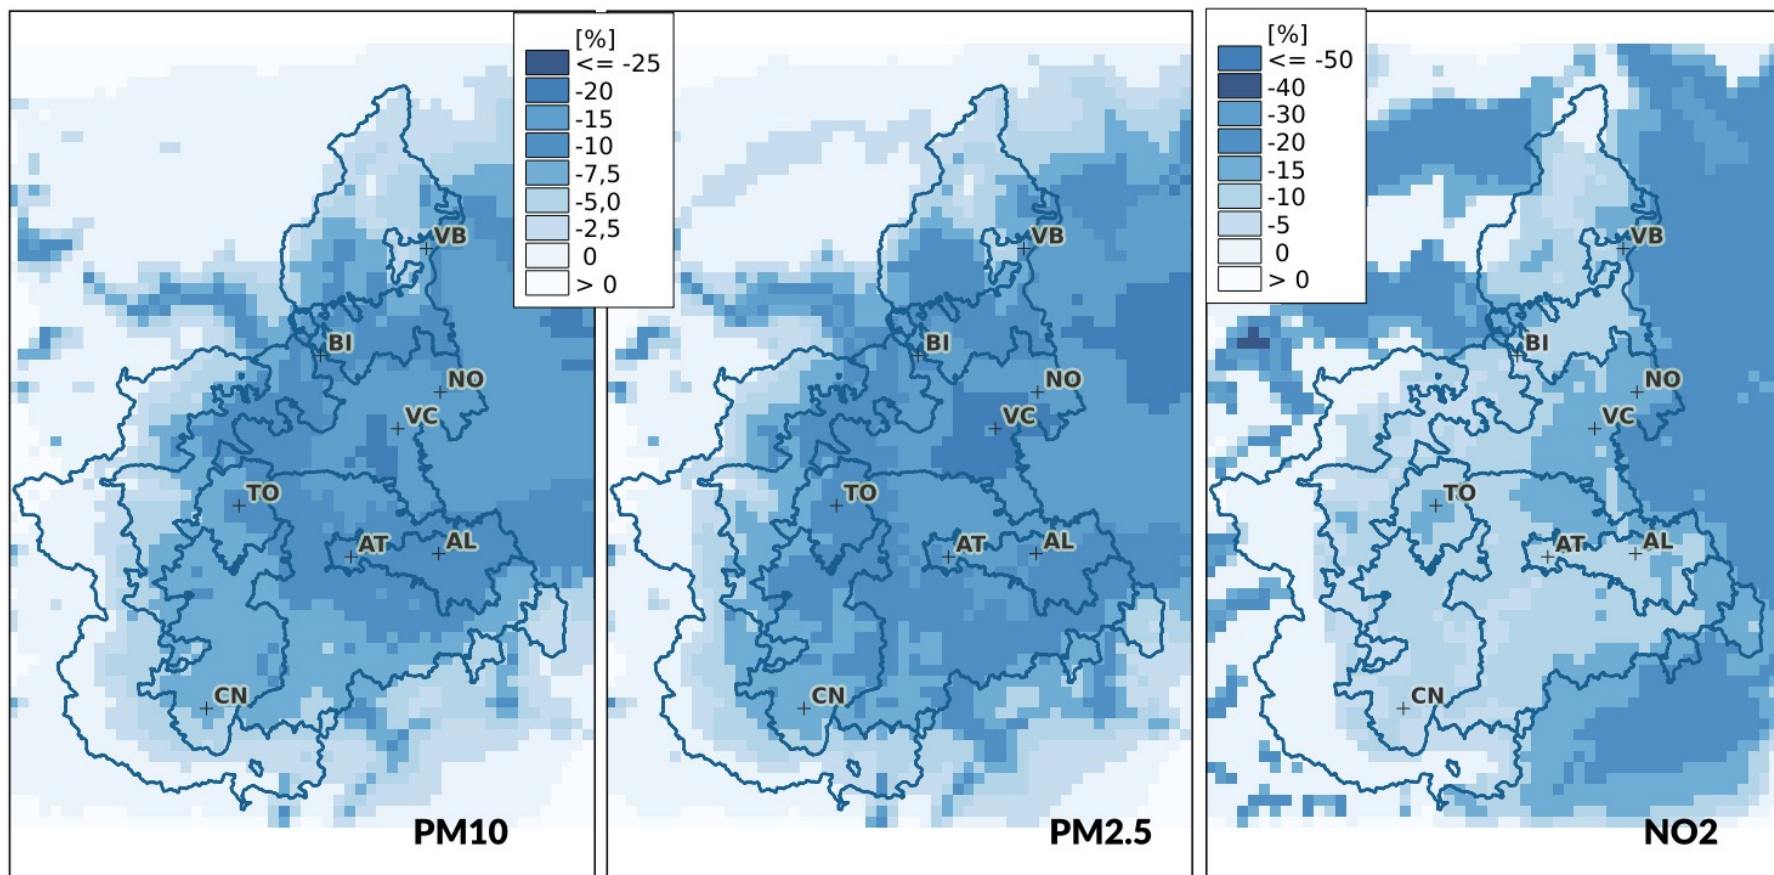 [%]
<= -25
-20
-15
-10
-7,5
-5,0
-2,5
0
> 0
VB
BI
NO
VC
TO
AT
AL
CN
PM10
VB
BI
NO
VC
TO
AT
AL
CN
PM2.5
[%]
<= -50
-40
-30
-20
-15
-10
-5
0
> 0
VB
BI
NO
VC
TO
AT
AL
CN
NO2